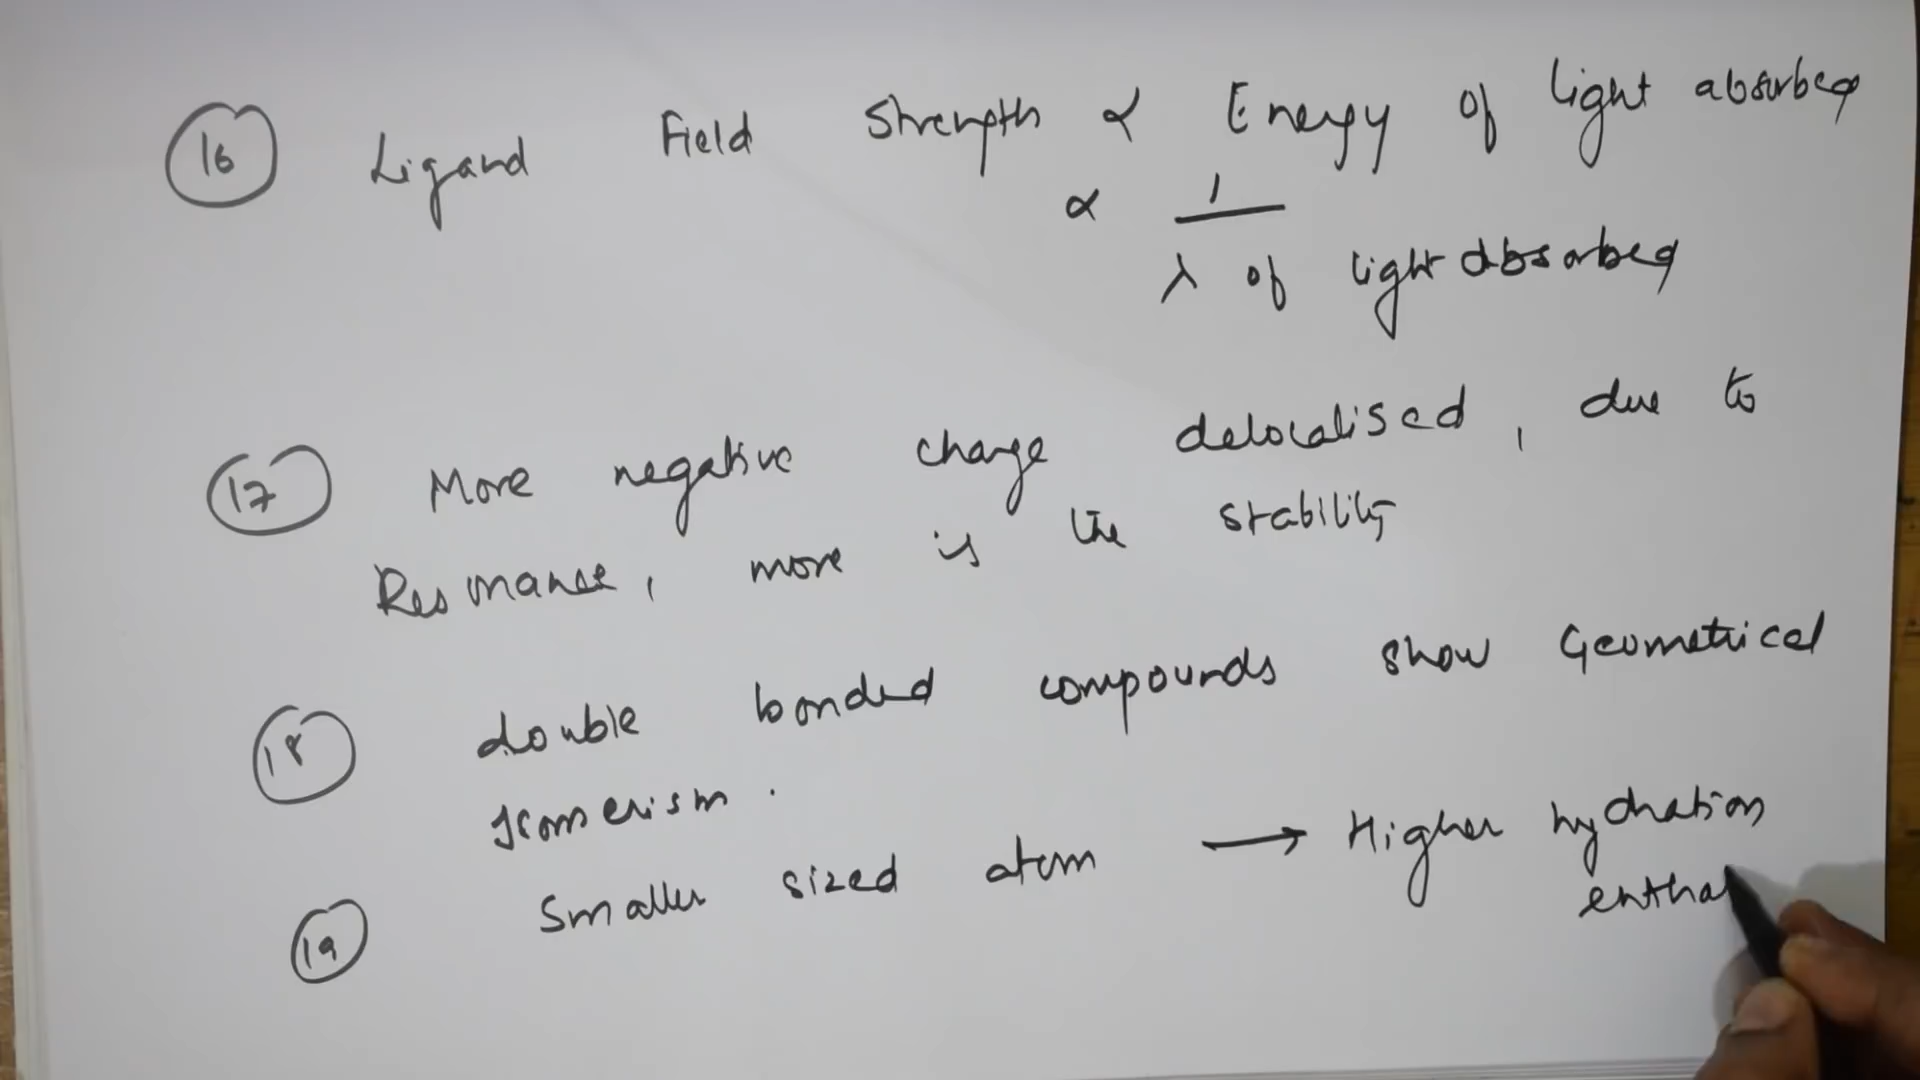 16 Ligand Field Strength ∝ Energy of light absorbed
∝ 1
λ of light absorbed
17 More negative charge delocalised, due to
Resonance, more is the stability
18 double bonded compounds show Geometrical
Isomerism.
19 Smaller sized atom → Higher hydration
entha